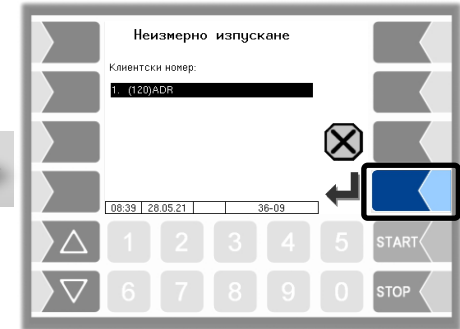 Неизмерно изпускане
Клиентски номер:
1. (120)ADR
08:39 28.05.21 36-09
1 2 3 4 5 START
6 7 8 9 0 STOP